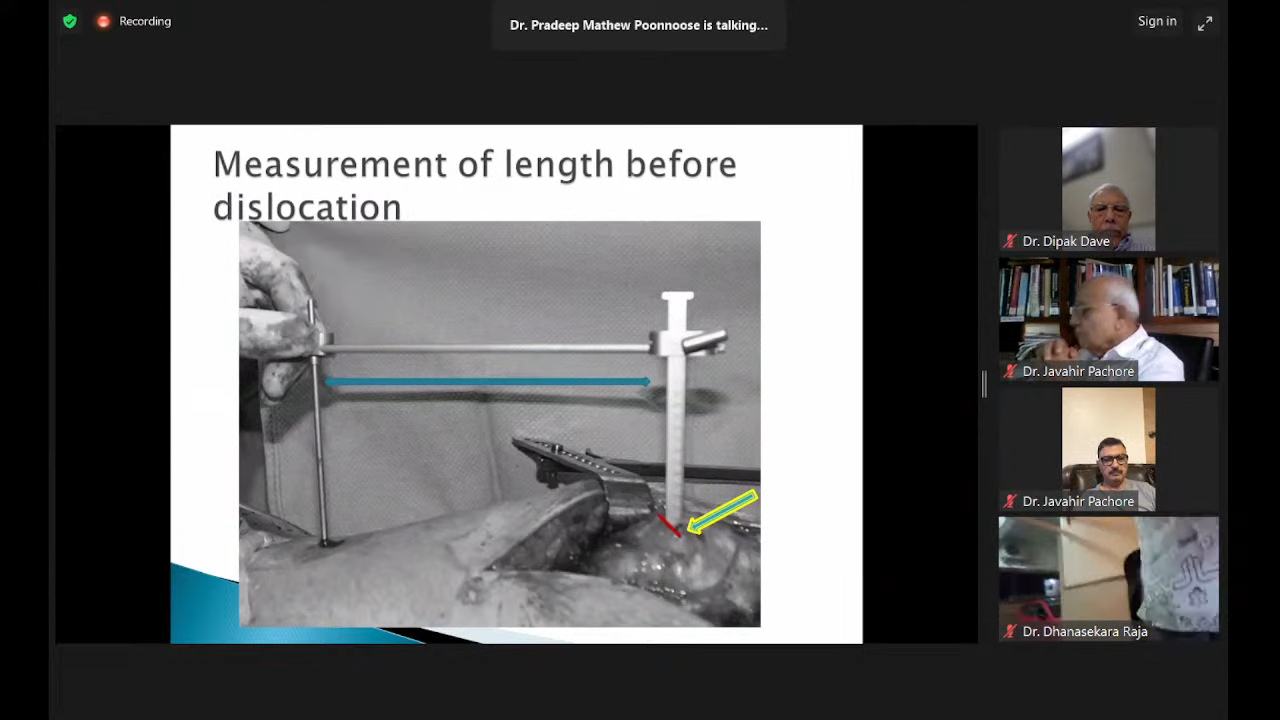 Recording
Dr. Pradeep Mathew Poonnoose is talking...
Sign in
Measurement of length before
dislocation
Dr. Dipak Dave
Dr. Javahir Pachore
Dr. Javahir Pachore
Dr. Dhanasekara Raja